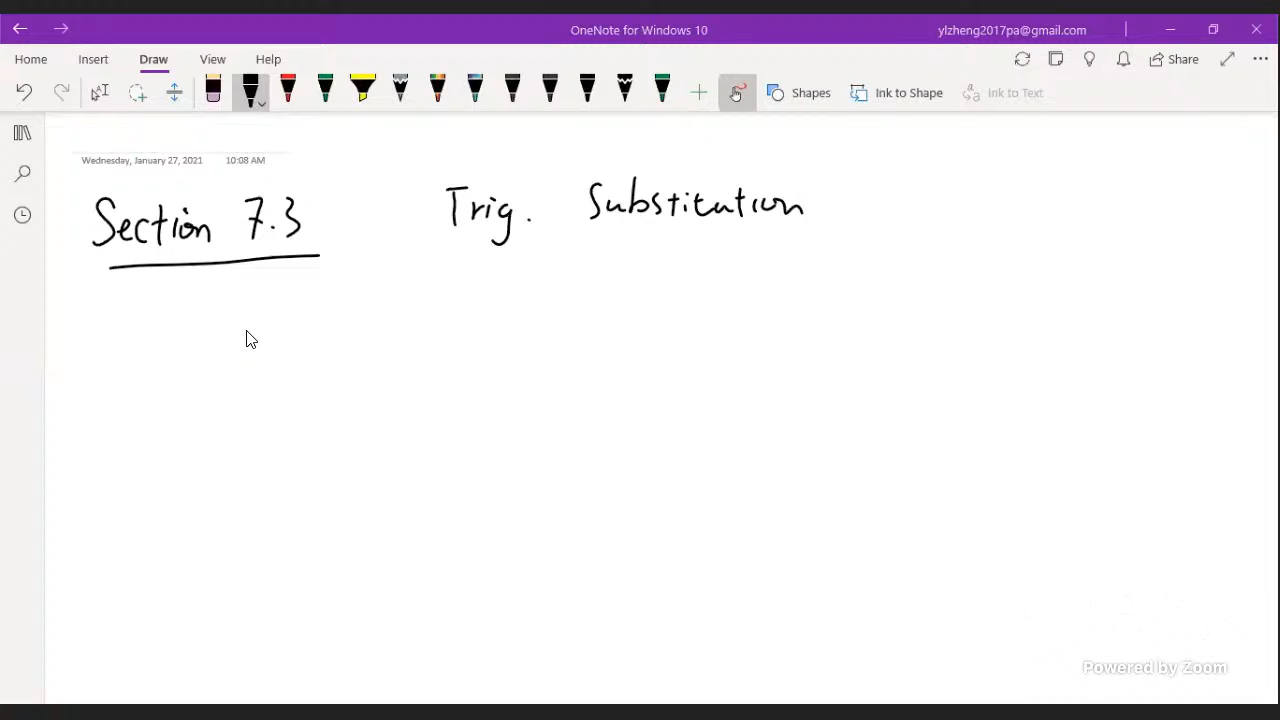 OneNote for Windows 10
ylzheng2017pa@gmail.com
Home Insert Draw View Help
Share
Shapes Ink to Shape Ink to Text
Wednesday, January 27, 2021 10:08 AM
Section 7.3 Trig. Substitution
Powered by Zoom